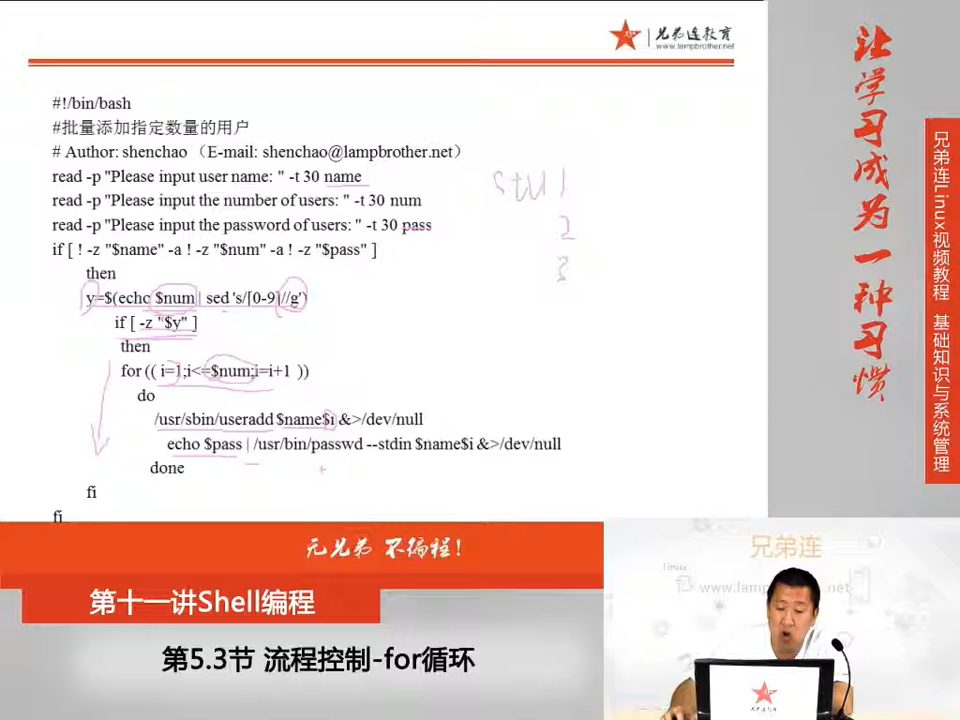 兄弟连教育
www.lampbrother.net
#!/bin/bash
#批量添加指定数量的用户
# Author: shenchao （E-mail: shenchao@lampbrother.net）
read -p "Please input user name: " -t 30 name
read -p "Please input the number of users: " -t 30 num
read -p "Please input the password of users: " -t 30 pass
if [ ! -z "$name" -a ! -z "$num" -a ! -z "$pass" ]
then
y=$(echo $num | sed 's/[0-9]//g')
if [ -z "$y" ]
then
for (( i=1;i<=$num;i=i+1 ))
do
/usr/sbin/useradd $name$i &>/dev/null
echo $pass | /usr/bin/passwd --stdin $name$i &>/dev/null
done
fi
fi
stu 1
2
3
让学习成为一种习惯
兄弟连Linux视频教程 基础知识与系统管理
无兄弟 不编程!
第十一讲Shell编程
第5.3节 流程控制-for循环
兄弟连
Linux